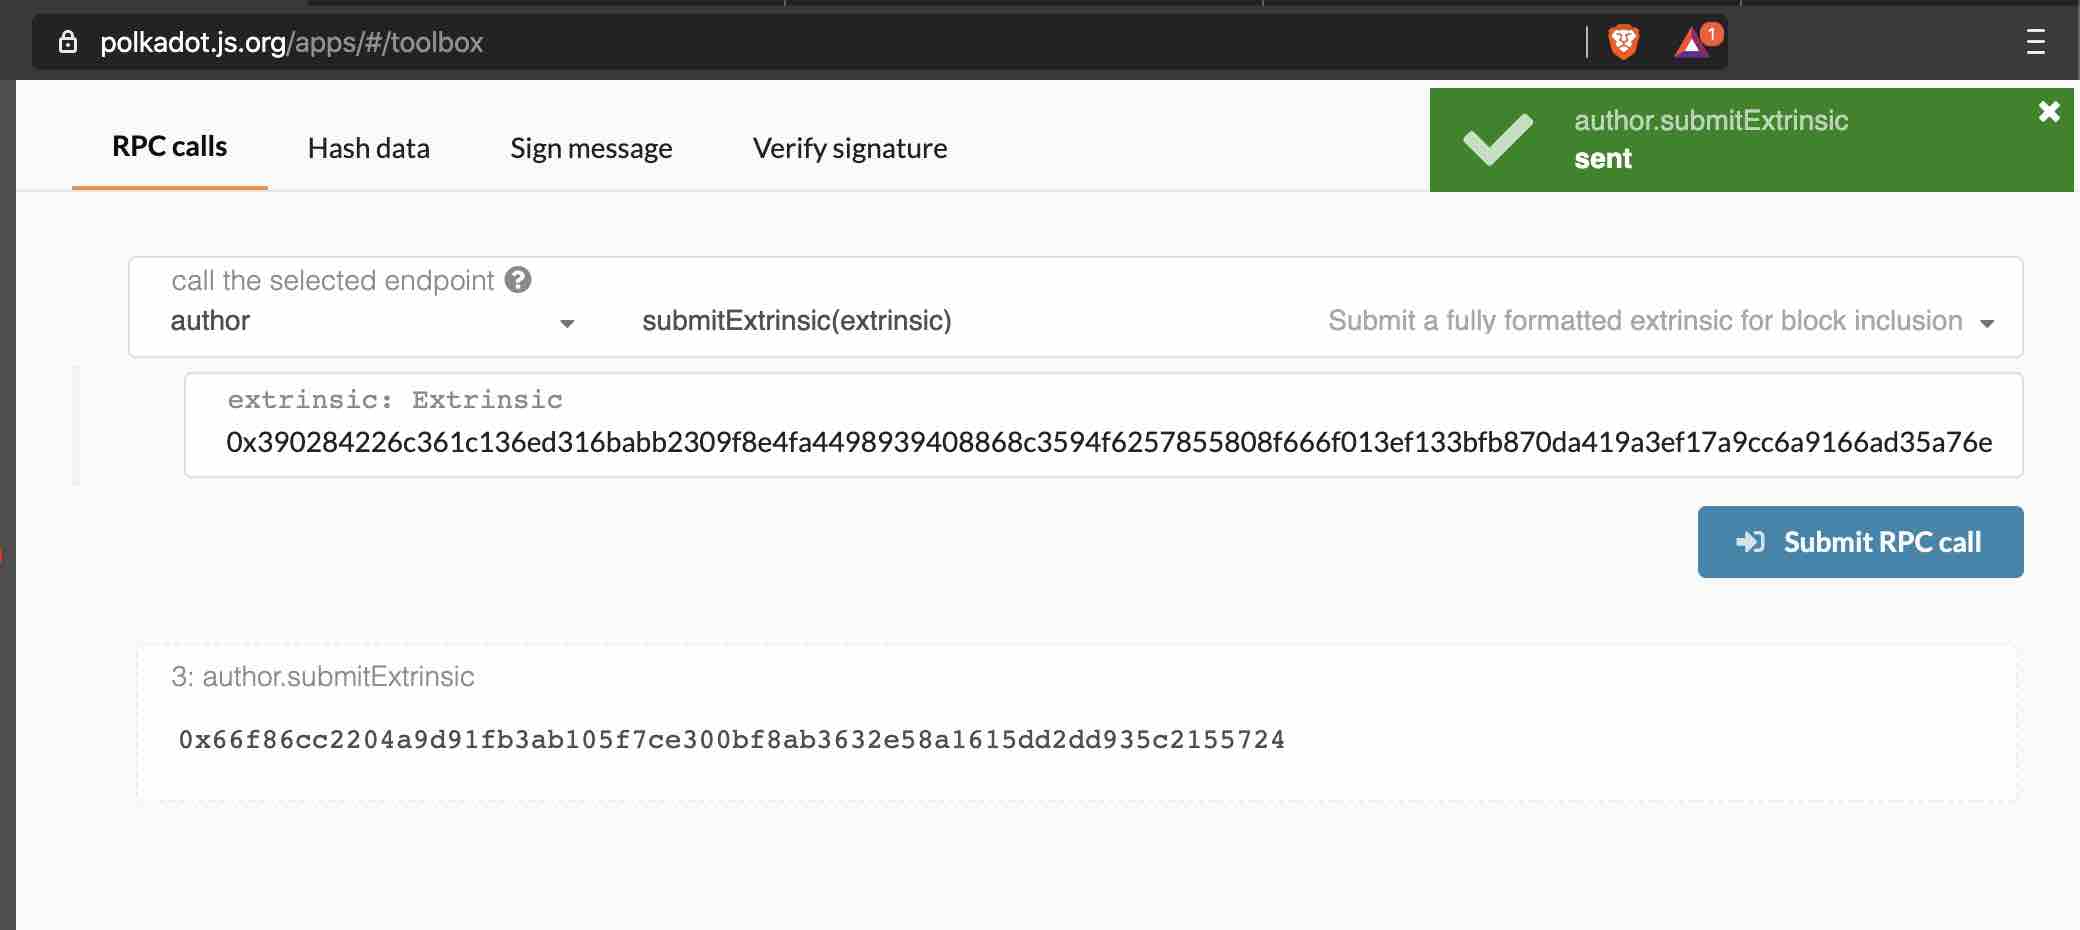 polkadot.js.org/apps/#/toolbox
1
RPC calls
Hash data
Sign message
Verify signature
author.submitExtrinsic
sent
call the selected endpoint ?
author
submitExtrinsic(extrinsic)
Submit a fully formatted extrinsic for block inclusion
extrinsic: Extrinsic
0x390284226c361c136ed316babb2309f8e4fa4498939408868c3594f6257855808f666f013ef133bfb870da419a3ef17a9cc6a9166ad35a76e
Submit RPC call
3: author.submitExtrinsic
0x66f86cc2204a9d91fb3ab105f7ce300bf8ab3632e58a1615dd2dd935c2155724